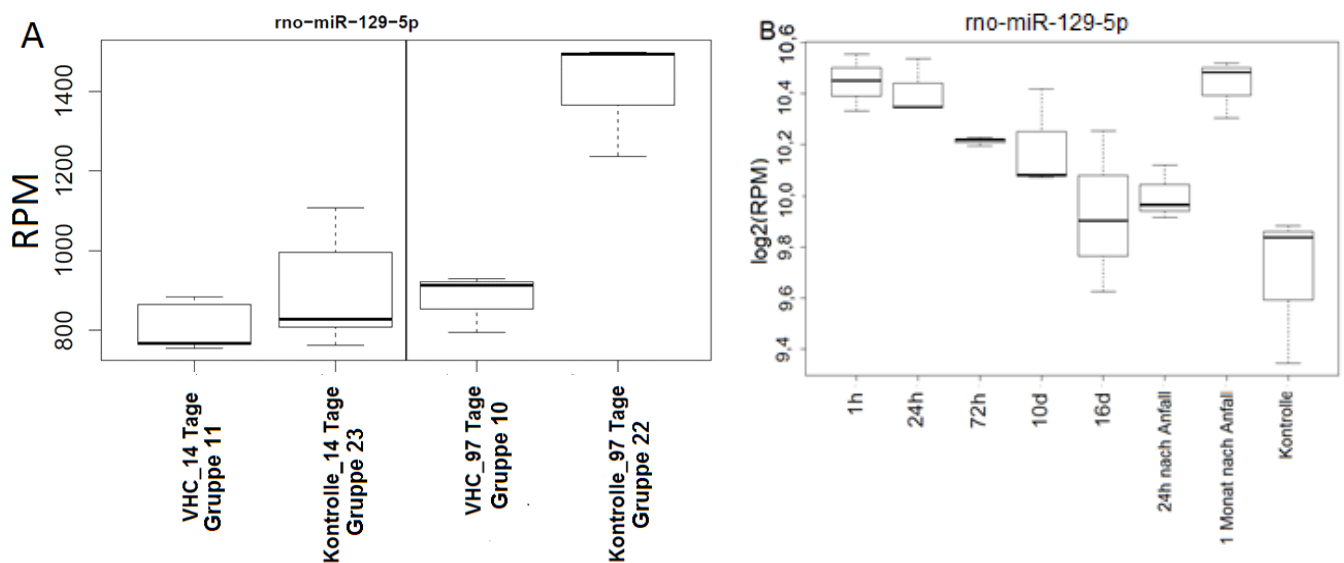 A
rno−miR−129−5p
RPM
1400
1200
1000
800
VHC_14 Tage
Gruppe 11
Kontrolle_14 Tage
Gruppe 23
VHC_97 Tage
Gruppe 10
Kontrolle_97 Tage
Gruppe 22
B
rno-miR-129-5p
log2(RPM)
10,6
10,4
10,2
10,0
9,8
9,6
9,4
1h
24h
72h
10d
16d
24h nach Anfall
1 Monat nach Anfall
Kontrolle